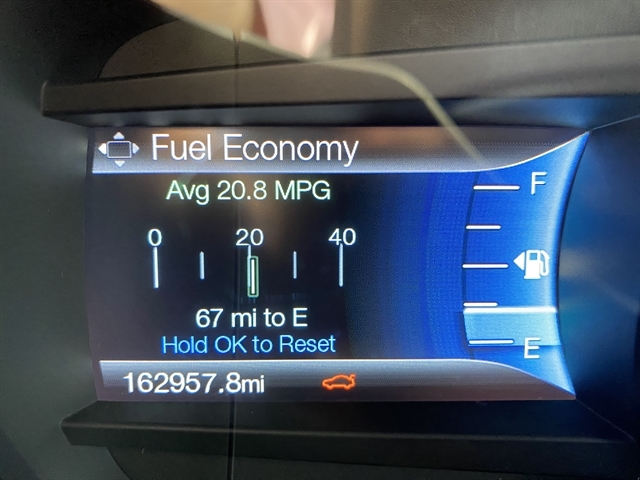 Fuel Economy
Avg 20.8 MPG
F
0 20 40
67 mi to E
Hold OK to Reset
E
162957.8mi